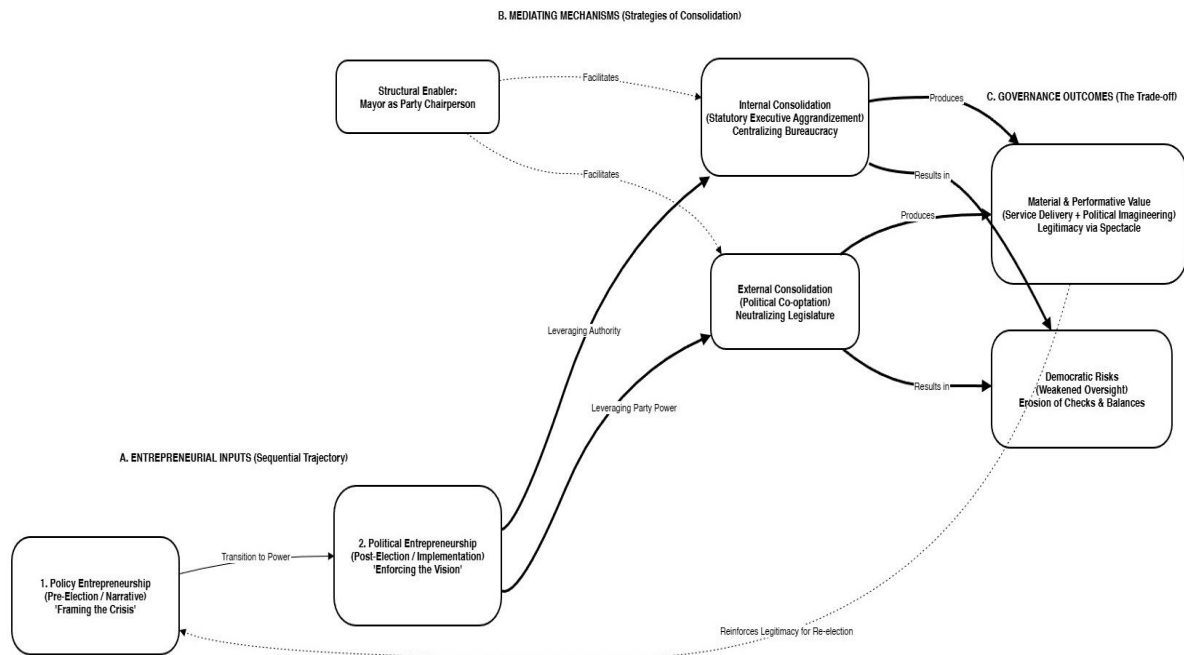 B. MEDIATING MECHANISMS (Strategies of Consolidation)
Structural Enabler:
Mayor as Party Chairperson
Facilitates
Facilitates
Internal Consolidation
(Statutory Executive Aggrandizement)
Centralizing Bureaucracy
Produces
Results in
C. GOVERNANCE OUTCOMES (The Trade-off)
Material & Performative Value
(Service Delivery + Political Imagineering)
Legitimacy via Spectacle
Produces
External Consolidation
(Political Co-optation)
Neutralizing Legislature
Leveraging Authority
Leveraging Party Power
Results in
Democratic Risks
(Weakened Oversight)
Erosion of Checks & Balances
A. ENTREPRENEURIAL INPUTS (Sequential Trajectory)
1. Policy Entrepreneurship
(Pre-Election / Narrative)
'Framing the Crisis'
Transition to Power
2. Political Entrepreneurship
(Post-Election / Implementation)
'Enforcing the Vision'
Reinforces Legitimacy for Re-election